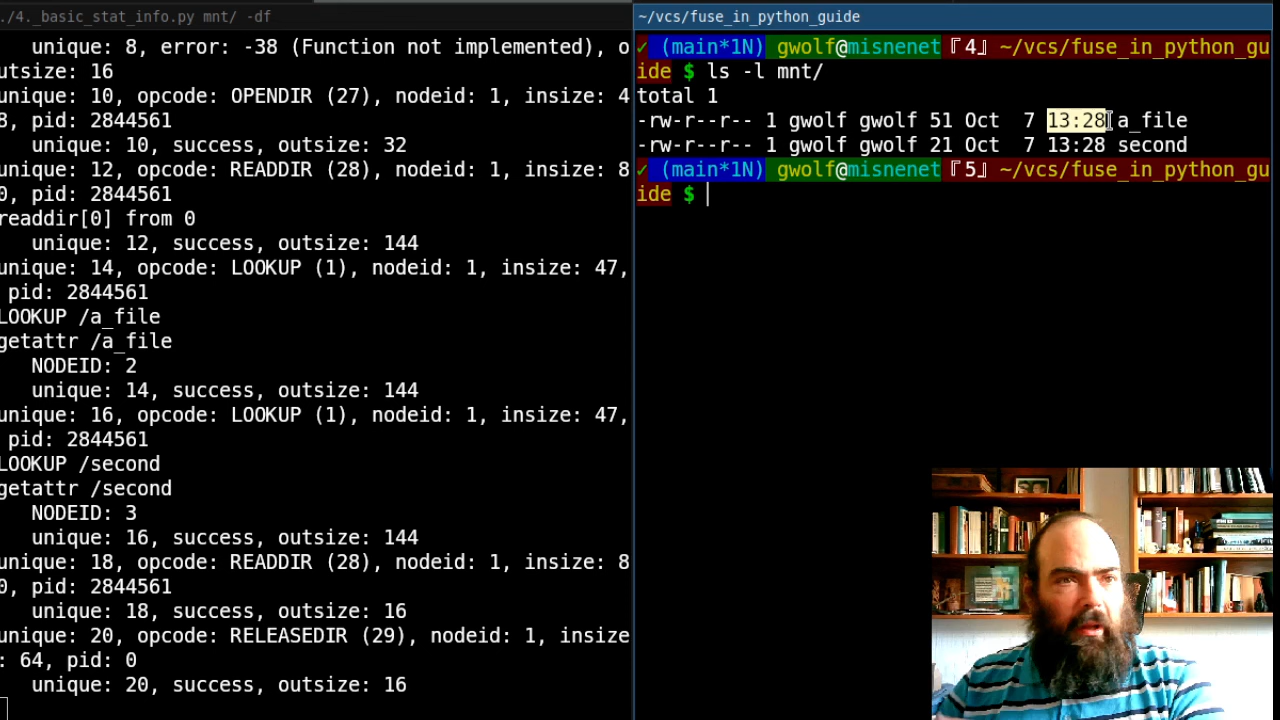 ./4._basic_stat_info.py mnt/ -df
unique: 8, error: -38 (Function not implemented), o
utsize: 16
unique: 10, opcode: OPENDIR (27), nodeid: 1, insize: 4
8, pid: 2844561
unique: 10, success, outsize: 32
unique: 12, opcode: READDIR (28), nodeid: 1, insize: 8
0, pid: 2844561
readdir[0] from 0
unique: 12, success, outsize: 144
unique: 14, opcode: LOOKUP (1), nodeid: 1, insize: 47,
pid: 2844561
LOOKUP /a_file
getattr /a_file
NODEID: 2
unique: 14, success, outsize: 144
unique: 16, opcode: LOOKUP (1), nodeid: 1, insize: 47,
pid: 2844561
LOOKUP /second
getattr /second
NODEID: 3
unique: 16, success, outsize: 144
unique: 18, opcode: READDIR (28), nodeid: 1, insize: 8
0, pid: 2844561
unique: 18, success, outsize: 16
unique: 20, opcode: RELEASEDIR (29), nodeid: 1, insize
: 64, pid: 0
unique: 20, success, outsize: 16
~/vcs/fuse_in_python_guide
✓ (main*1N) gwolf@misnenet『4』~/vcs/fuse_in_python_gu
ide $ ls -l mnt/
total 1
-rw-r--r-- 1 gwolf gwolf 51 Oct  7 13:28 a_file
-rw-r--r-- 1 gwolf gwolf 21 Oct  7 13:28 second
✓ (main*1N) gwolf@misnenet『5』~/vcs/fuse_in_python_gu
ide $